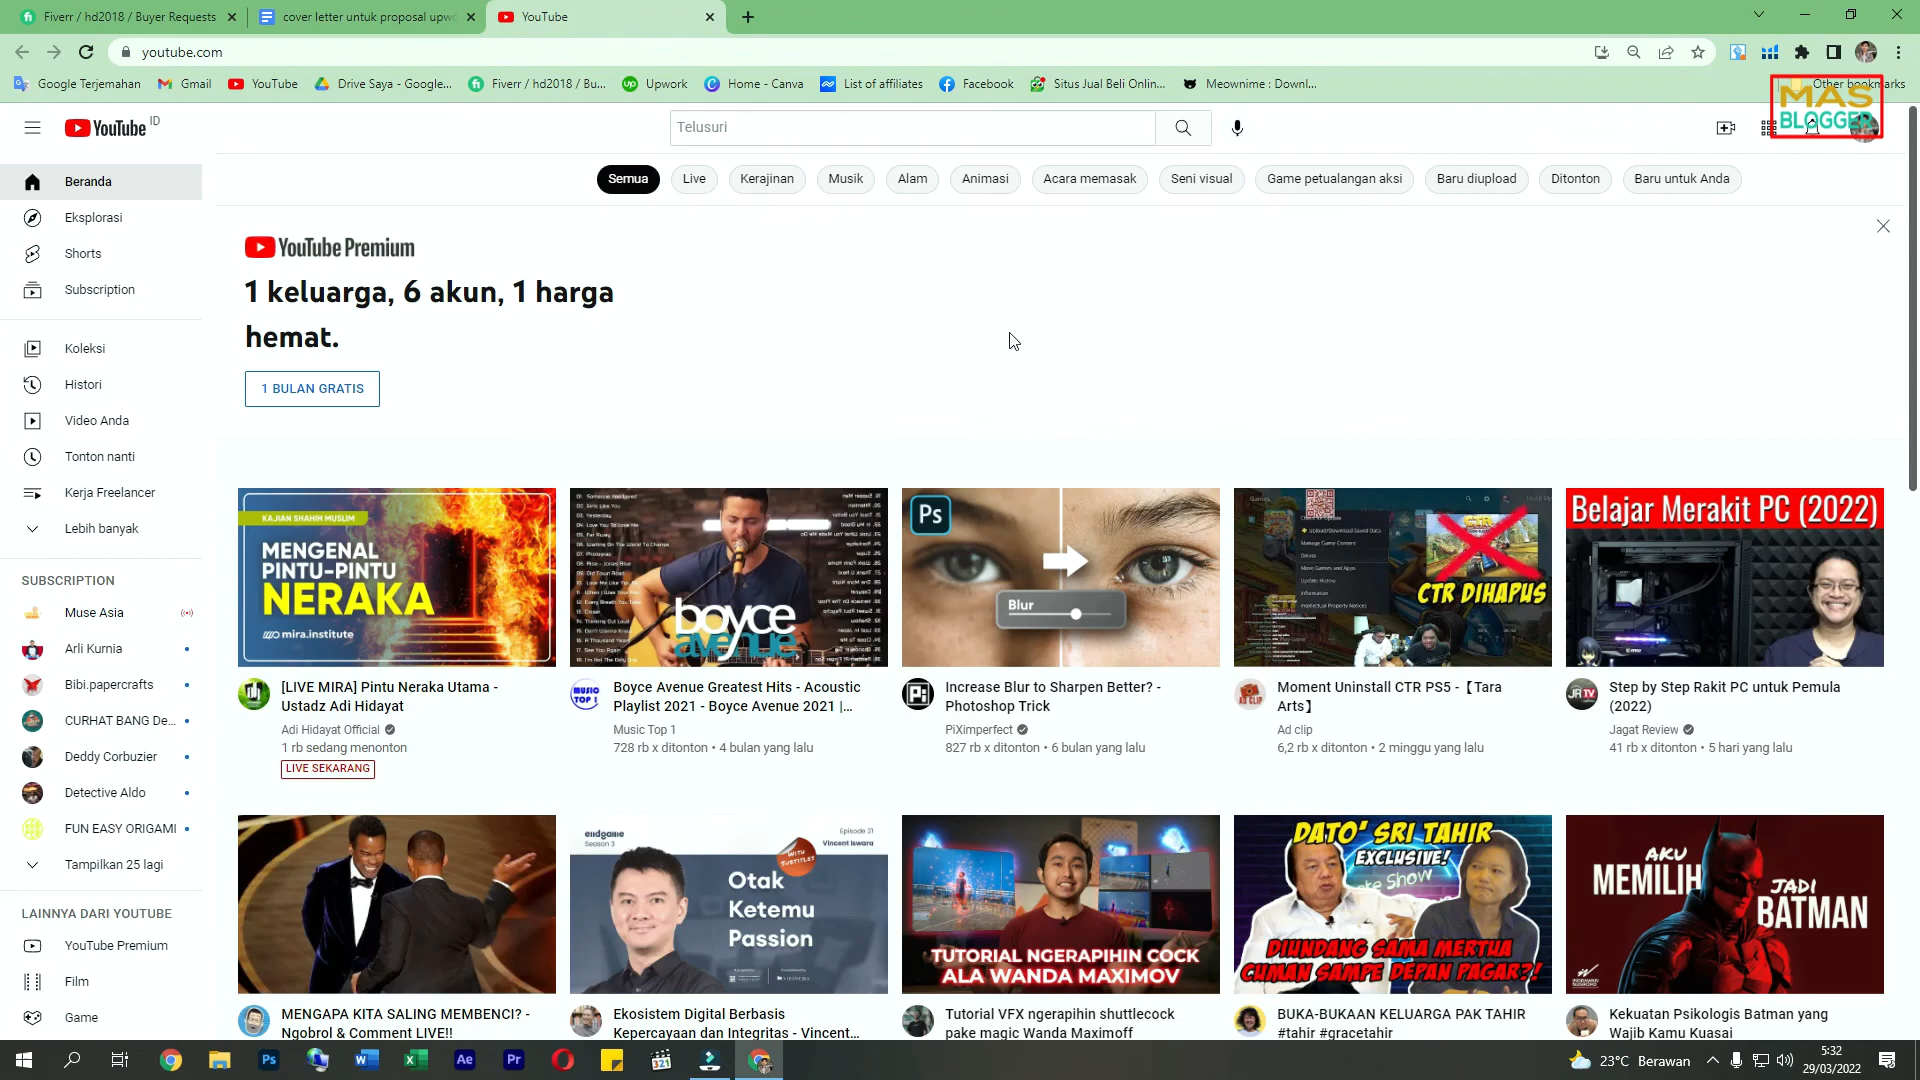 Fiverr / hd2018 / Buyer Requests
cover letter untuk proposal upwo
YouTube
youtube.com
Google Terjemahan
Gmail
YouTube
Drive Saya - Google...
Fiverr / hd2018 / Bu...
Upwork
Home - Canva
List of affiliates
Facebook
Situs Jual Beli Onlin...
Meownime : Downl...
Other bookmarks
MAS
BLOGGER
YouTube ID
Telusuri
Semua
Live
Kerajinan
Musik
Alam
Animasi
Acara memasak
Seni visual
Game petualangan aksi
Baru diupload
Ditonton
Baru untuk Anda
Beranda
Eksplorasi
Shorts
Subscription
Koleksi
Histori
Video Anda
Tonton nanti
Kerja Freelancer
Lebih banyak
SUBSCRIPTION
Muse Asia
Arli Kurnia
Bibi.papercrafts
CURHAT BANG De...
Deddy Corbuzier
Detective Aldo
FUN EASY ORIGAMI
Tampilkan 25 lagi
LAINNYA DARI YOUTUBE
YouTube Premium
Film
Game
YouTube Premium
1 keluarga, 6 akun, 1 harga
hemat.
1 BULAN GRATIS
KAJIAN SHAHIH MUSLIM
MENGENAL
PINTU-PINTU
NERAKA
mira.institute
[LIVE MIRA] Pintu Neraka Utama -
Ustadz Adi Hidayat
Adi Hidayat Official
1 rb sedang menonton
LIVE SEKARANG
boyce
avenue
MUSIC
TOP 1
Boyce Avenue Greatest Hits - Acoustic
Playlist 2021 - Boyce Avenue 2021 |...
Music Top 1
728 rb x ditonton • 4 bulan yang lalu
Ps
Blur
Increase Blur to Sharpen Better? -
Photoshop Trick
PiXimperfect
827 rb x ditonton • 6 bulan yang lalu
CTR DIHAPUS
AD CLIP
Moment Uninstall CTR PS5 -【Tara
Arts】
Ad clip
6,2 rb x ditonton • 2 minggu yang lalu
Belajar Merakit PC (2022)
JRTV
Step by Step Rakit PC untuk Pemula
(2022)
Jagat Review
41 rb x ditonton • 5 hari yang lalu
MENGAPA KITA SALING MEMBENCI? -
Ngobrol & Comment LIVE!!
endgame
Season 3
Episode 21
Vincent Iswara
WITH
SUBTITLES
Otak
Ketemu
Passion
Ekosistem Digital Berbasis
Kepercayaan dan Integritas - Vincent...
TUTORIAL NGERAPIHIN COCK
ALA WANDA MAXIMOV
Tutorial VFX ngerapihin shuttlecock
pake magic Wanda Maximoff
DATO' SRI TAHIR
EXCLUSIVE!
DIUNDANG SAMA MERTUA
CUMAN SAMPE DEPAN PAGAR?!
BUKA-BUKAAN KELUARGA PAK TAHIR
#tahir #gracetahir
AKU
MEMILIH
JADI
BATMAN
Kekuatan Psikologis Batman yang
Wajib Kamu Kuasai
23°C Berawan
5:32
29/03/2022